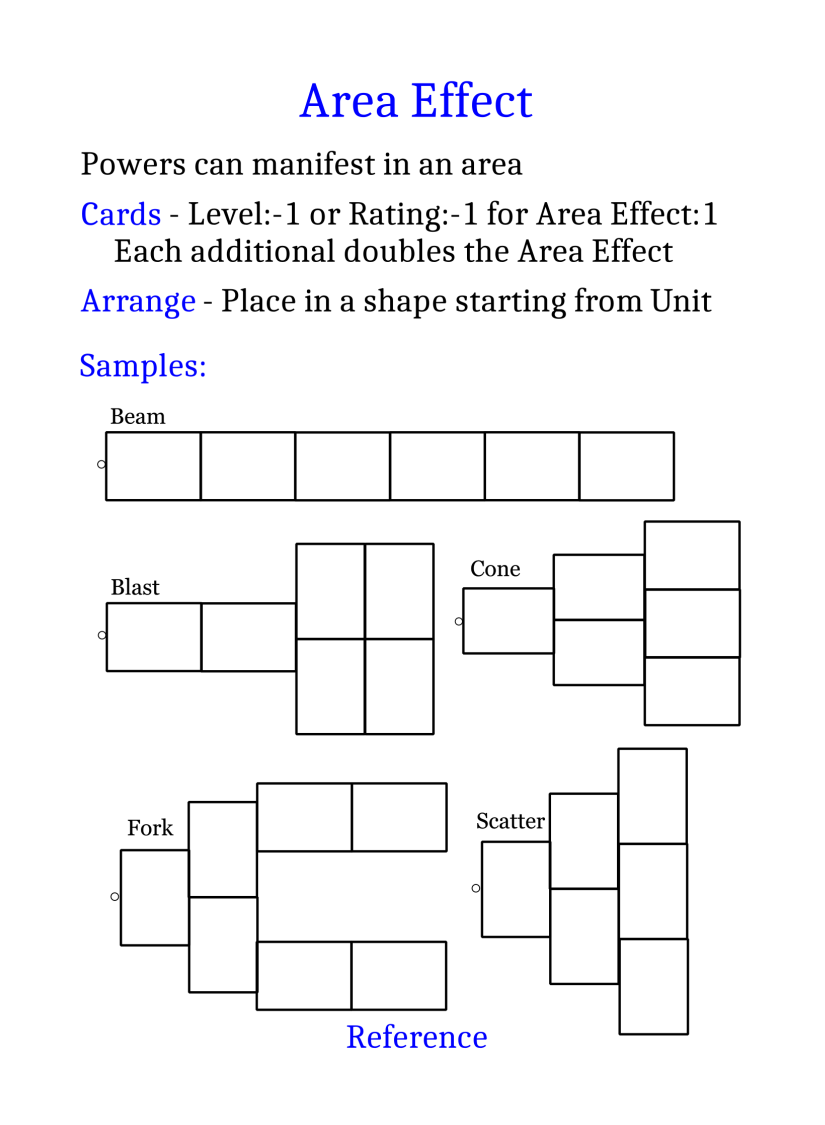 Area Effect
Powers can manifest in an area
Cards - Level:-1 or Rating:-1 for Area Effect:1
Each additional doubles the Area Effect
Arrange - Place in a shape starting from Unit
Samples:
Beam
Blast
Cone
Fork
Scatter
Reference